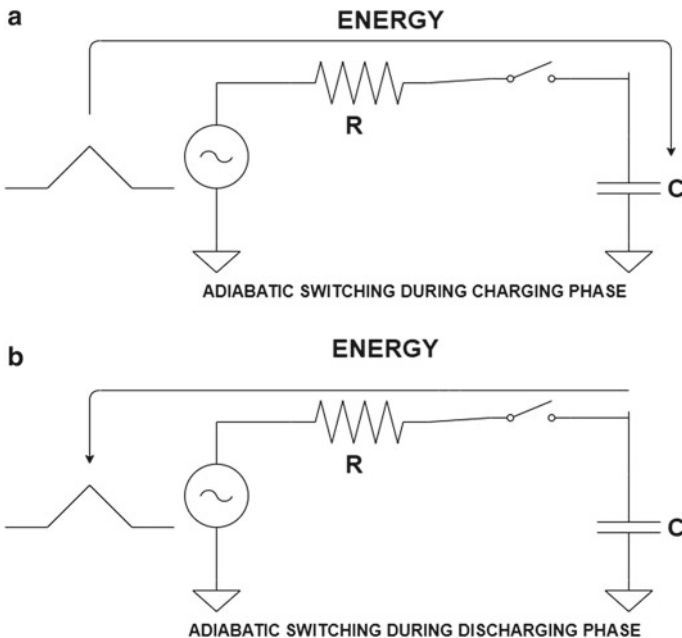 a
ENERGY
R
C
ADIABATIC SWITCHING DURING CHARGING PHASE
b
ENERGY
R
C
ADIABATIC SWITCHING DURING DISCHARGING PHASE